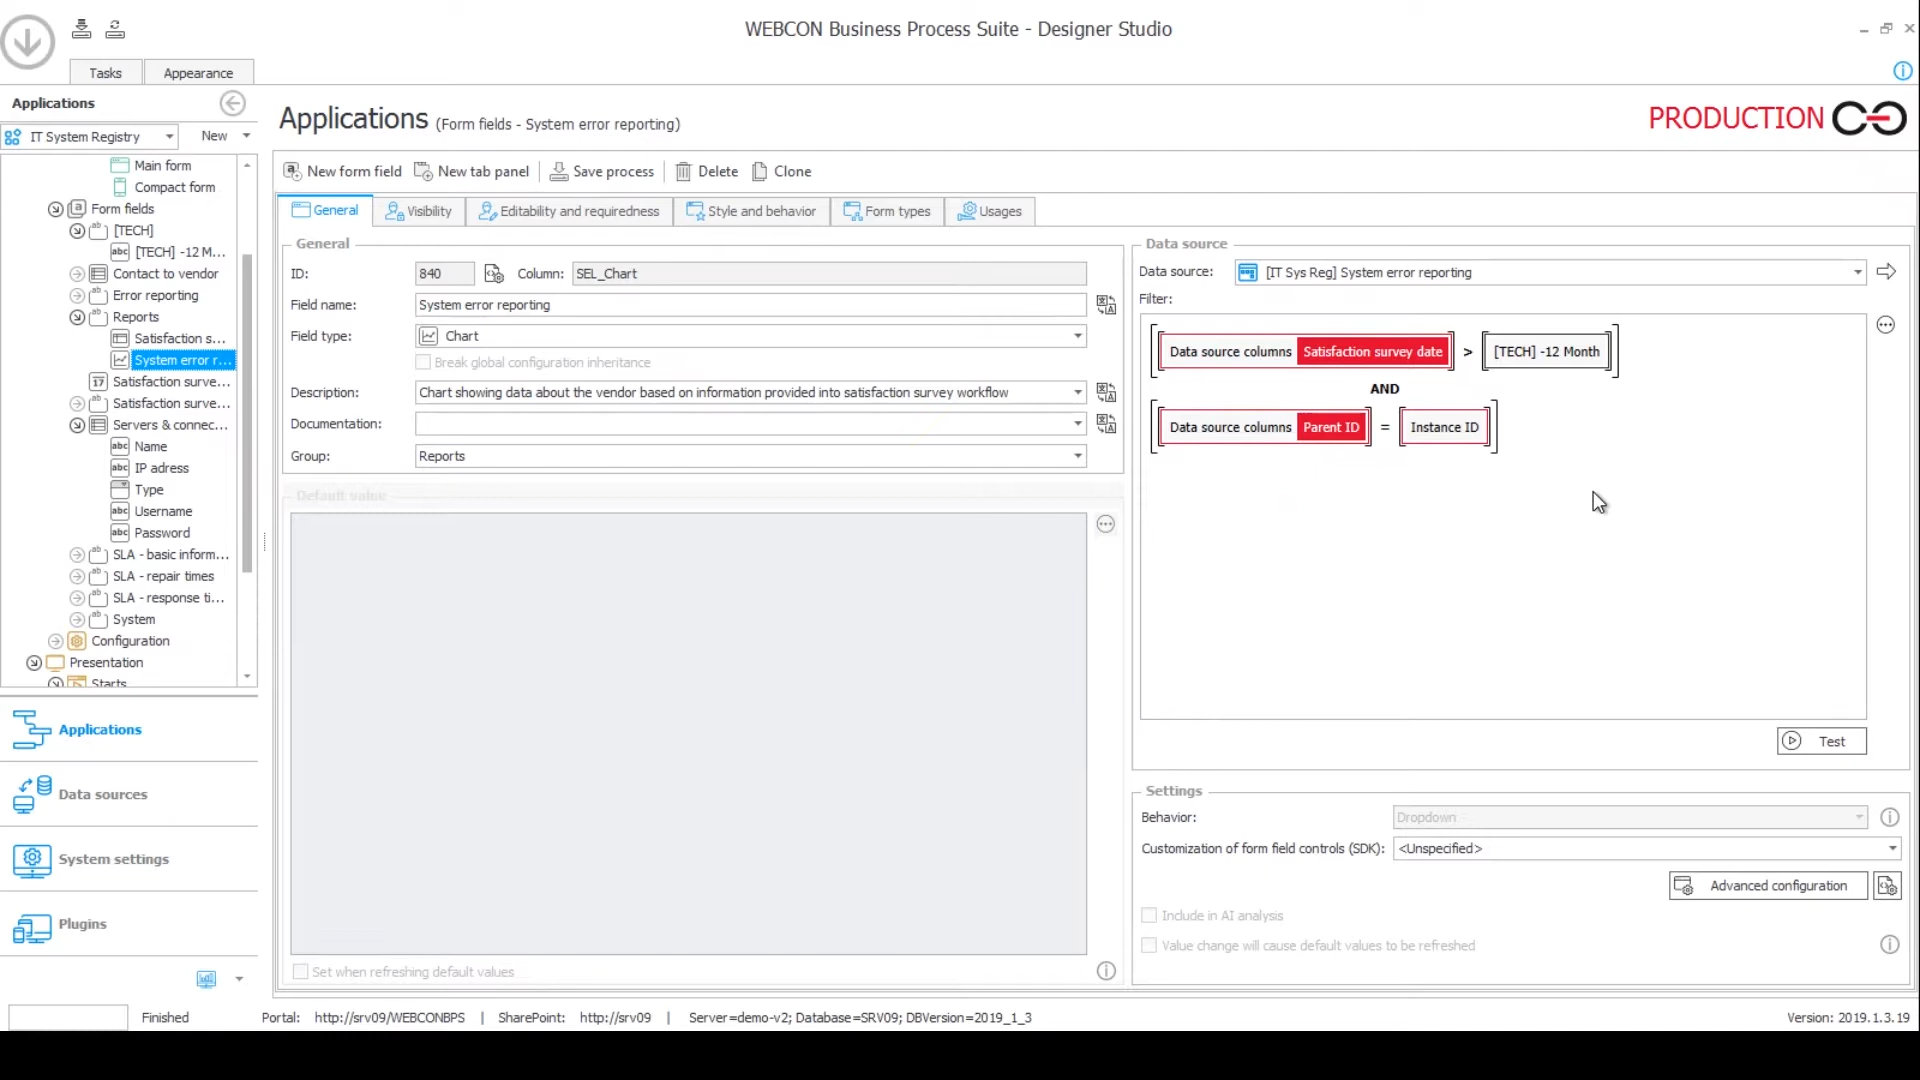 WEBCON Business Process Suite - Designer Studio
Tasks
Appearance
Applications
IT System Registry
New
Main form
Compact form
Form fields
[TECH]
[TECH] -12 M...
Contact to vendor
Error reporting
Reports
Satisfaction s...
System error r...
Satisfaction surve...
Satisfaction surve...
Servers & connec...
Name
IP adress
Type
Username
Password
SLA - basic inform...
SLA - repair times
SLA - response ti...
System
Configuration
Presentation
Starts
Applications
Data sources
System settings
Plugins
Applications (Form fields - System error reporting)
PRODUCTION
New form field
New tab panel
Save process
Delete
Clone
General
Visibility
Editability and requiredness
Style and behavior
Form types
Usages
General
ID: 840 Column: SEL_Chart
Field name: System error reporting
Field type: Chart
Break global configuration inheritance
Description: Chart showing data about the vendor based on information provided into satisfaction survey workflow
Documentation:
Group: Reports
Default value
Set when refreshing default values
Data source
Data source: [IT Sys Reg] System error reporting
Filter:
Data source columns Satisfaction survey date > [TECH] -12 Month
AND
Data source columns Parent ID = Instance ID
Test
Settings
Behavior: Dropdown
Customization of form field controls (SDK): <Unspecified>
Advanced configuration
Include in AI analysis
Value change will cause default values to be refreshed
Finished
Portal: http://srv09/WEBCONBPS | SharePoint: http://srv09 | Server=demo-v2; Database=SRV09; DBVersion=2019_1_3
Version: 2019.1.3.19